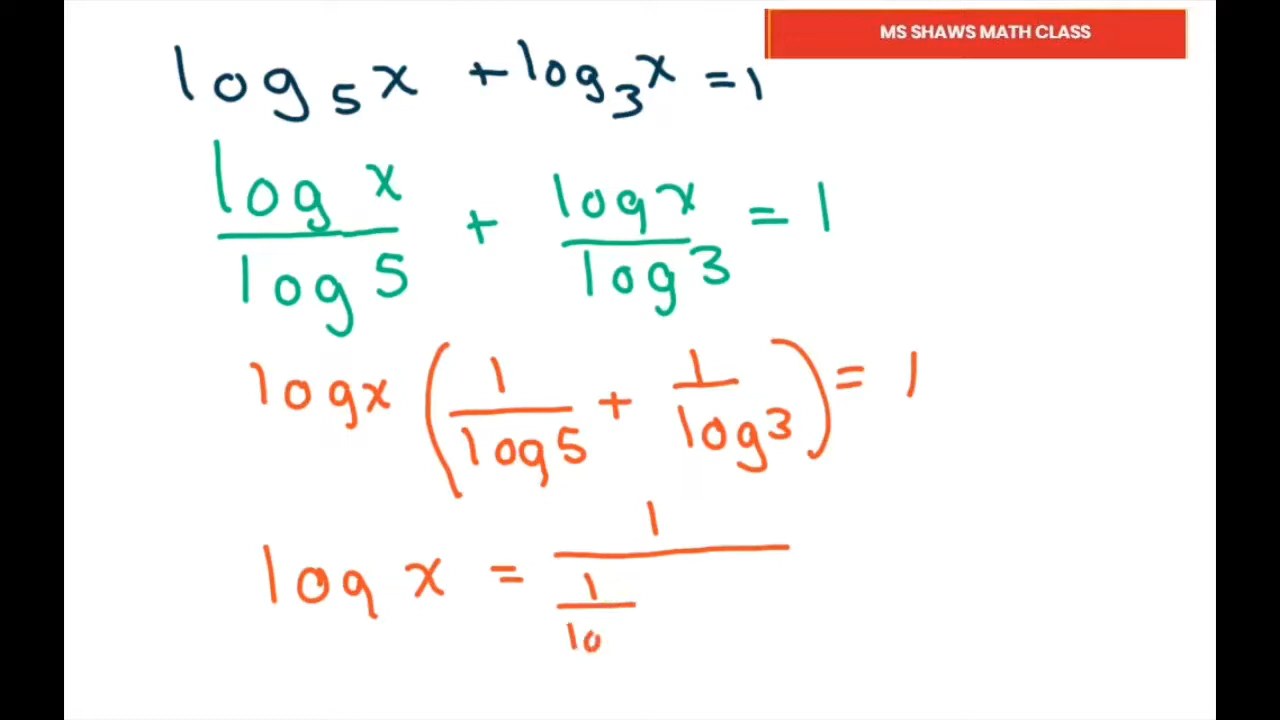 MS SHAWS MATH CLASS
log₅x + log₃x = 1
log x / log 5 + log x / log 3 = 1
log x (1 / log 5 + 1 / log 3) = 1
log x = 1 / (1 / lo